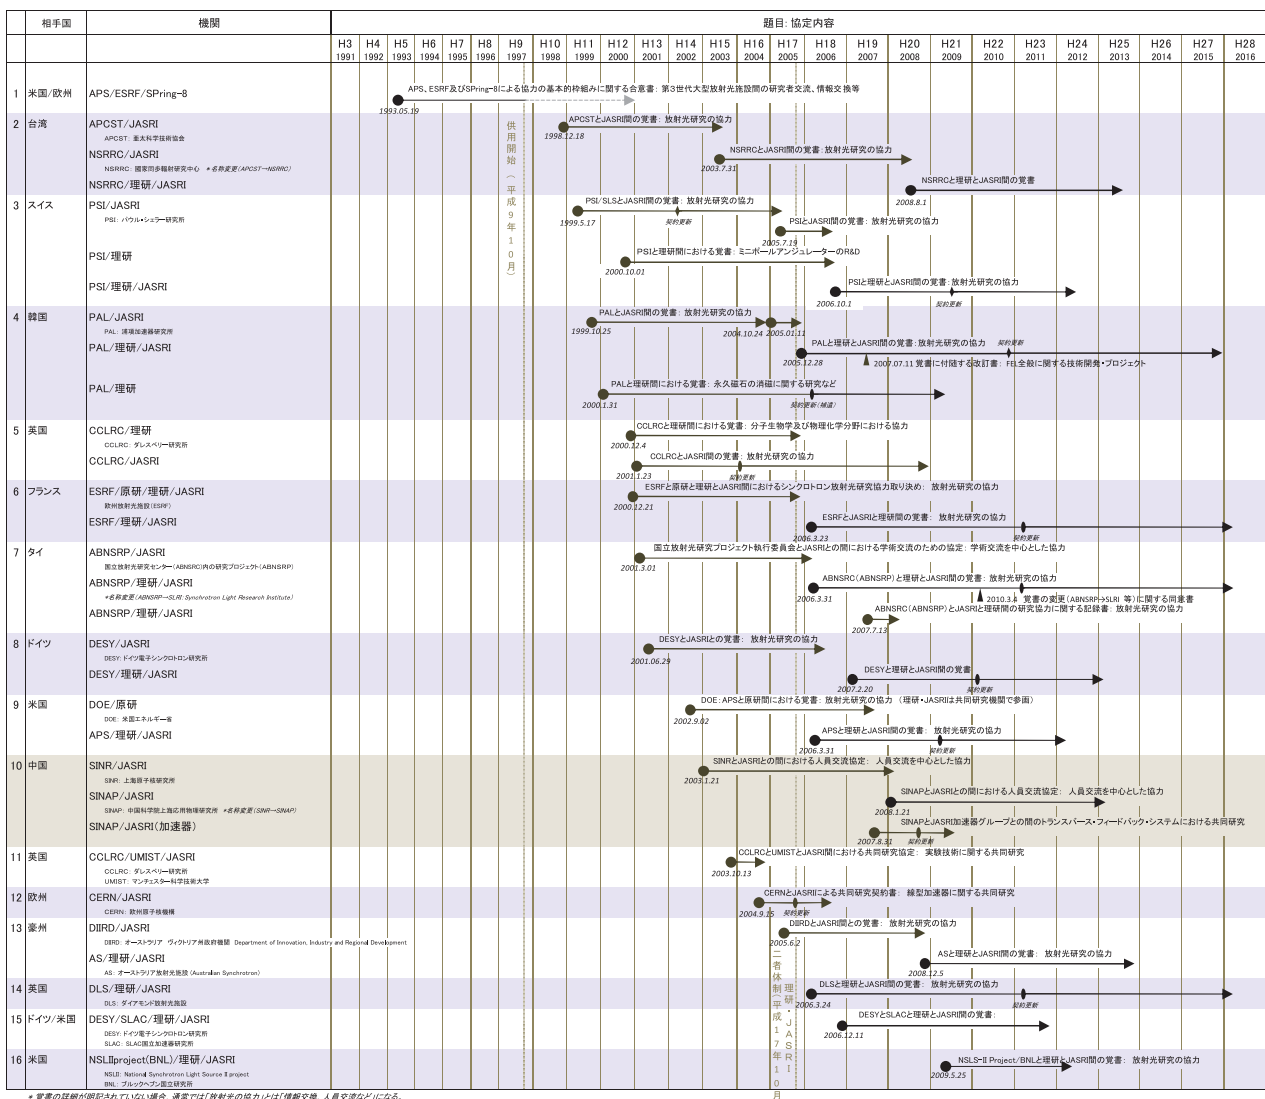 相手国 機関 題目：協定内容
H3 H4 H5 H6 H7 H8 H9 H10 H11 H12 H13 H14 H15 H16 H17 H18 H19 H20 H21 H22 H23 H24 H25 H26 H27 H28
1991 1992 1993 1994 1995 1996 1997 1998 1999 2000 2001 2002 2003 2004 2005 2006 2007 2008 2009 2010 2011 2012 2013 2014 2015 2016
1 米国/欧州 APS/ESRF/SPring-8
APS、ESRF及びSPring-8による協力の基本的枠組みに関する合意書：第3世代大型放射光施設間の研究者交流、情報交換等
1993.05.19
供用開始（平成9年10月）
2 台湾 APCST/JASRI
APCST：亜太科学技術協会
APCSTとJASRI間の覚書：放射光研究の協力
1998.12.18
NSRRC/JASRI
NSRRC：國家同歩輻射研究中心 *名称変更(APCST→NSRRC)
NSRRCとJASRI間の覚書：放射光研究の協力
2003.7.31
NSRRC/理研/JASRI
NSRRCと理研とJASRI間の覚書
2008.8.1
3 スイス PSI/JASRI
PSI：パウル・シェラー研究所
PSI/SLSとJASRI間の覚書：放射光研究の協力
1999.5.17 契約更新
PSIとJASRI間の覚書：放射光研究の協力
2005.7.19
PSI/理研
PSIと理研間における覚書：ミニポールアンジュレーターのR&D
2000.10.01
PSI/理研/JASRI
PSIと理研とJASRI間の覚書：放射光研究の協力
2006.10.1 契約更新
4 韓国 PAL/JASRI
PAL：浦項加速器研究所
PALとJASRI間の覚書：放射光研究の協力
1999.10.25 2004.10.24 2005.01.11
PAL/理研/JASRI
PALと理研とJASRI間の覚書：放射光研究の協力 契約更新
2005.12.28 2007.07.11 覚書に付随する改訂書：FEL全般に関する技術開発・プロジェクト
PAL/理研
PALと理研間における覚書：永久磁石の消磁に関する研究など
2000.1.31 契約更新(補遺)
5 英国 CCLRC/理研
CCLRC：ダレスベリー研究所
CCLRCと理研間における覚書：分子生物学及び物理化学分野における協力
2000.12.4
CCLRC/JASRI
CCLRCとJASRI間の覚書：放射光研究の協力
2001.1.23 契約更新
6 フランス ESRF/原研/理研/JASRI
欧州放射光施設(ESRF)
ESRFと原研と理研とJASRI間におけるシンクロトロン放射光研究協力取り決め：放射光研究の協力
2000.12.21
ESRF/理研/JASRI
ESRFとJASRIと理研間の覚書：放射光研究の協力
2006.3.23 契約更新
7 タイ ABNSRP/JASRI
国立放射光研究センター(ABNSRC)内の研究プロジェクト(ABNSRP)
国立放射光研究プロジェクト執行委員会とJASRIとの間における学術交流のための協定：学術交流を中心とした協力
2001.3.01
ABNSRP/理研/JASRI
*名称変更(ABNSRP→SLRI: Synchrotron Light Research Institute)
ABNSRC(ABNSRP)と理研とJASRI間の覚書：放射光研究の協力
2006.3.31 2010.3.4 覚書の変更(ABNSRP→SLRI 等)に関する同意書
ABNSRP/理研/JASRI
ABNSRC(ABNSRP)とJASRIと理研間の研究協力に関する記録書：放射光研究の協力
2007.7.13
8 ドイツ DESY/JASRI
DESY：ドイツ電子シンクロトロン研究所
DESYとJASRIとの覚書：放射光研究の協力
2001.06.29
DESY/理研/JASRI
DESYと理研とJASRI間の覚書
2007.2.20 契約更新
9 米国 DOE/原研
DOE：米国エネルギー省
DOE：APSと原研間における覚書：放射光研究の協力 (理研・JASRIは共同研究機関で参画)
2002.9.02
APS/理研/JASRI
APSと理研とJASRI間の覚書：放射光研究の協力
2006.3.31 契約更新
10 中国 SINR/JASRI
SINR：上海原子核研究所
SINRとJASRIとの間における人員交流協定：人員交流を中心とした協力
2003.1.21
SINAP/JASRI
SINAP：中国科学院上海応用物理研究所 *名称変更(SINR→SINAP)
SINAPとJASRIとの間における人員交流協定：人員交流を中心とした協力
2008.1.21
SINAP/JASRI(加速器)
SINAPとJASRI加速器グループとの間のトランスバース・フィードバック・システムにおける共同研究
2007.8.31 契約更新
11 英国 CCLRC/UMIST/JASRI
CCLRC：ダレスベリー研究所
UMIST：マンチェスター科学技術大学
CCLRCとUMISTとJASRI間における共同研究協定：実験技術に関する共同研究
2003.10.13
12 欧州 CERN/JASRI
CERN：欧州原子核機構
CERNとJASRIによる共同研究契約書：線型加速器に関する共同研究
2004.9.15 契約更新
13 豪州 DIIRD/JASRI
DIIRD：オーストラリア ヴィクトリア州政府機関 Department of Innovation, Industry and Regional Development
DIIRDとJASRI間との覚書：放射光研究の協力
2005.6.2
AS/理研/JASRI
AS：オーストラリア放射光施設(Australian Synchrotron)
ASと理研とJASRI間の覚書：放射光研究の協力
2008.12.5
二者体制(平成17年10月
理研・JASRI
14 英国 DLS/理研/JASRI
DLS：ダイアモンド放射光施設
DLSと理研とJASRI間の覚書：放射光研究の協力
2006.3.24 契約更新
15 ドイツ/米国 DESY/SLAC/理研/JASRI
DESY：ドイツ電子シンクロトロン研究所
SLAC：SLAC国立加速器研究所
DESYとSLACと理研とJASRI間の覚書：
2006.12.11
16 米国 NSLIIproject(BNL)/理研/JASRI
NSLII：National Synchrotron Light Source II project
BNL：ブルックヘブン国立研究所
NSLS-II Project/BNLと理研とJASRI間の覚書：放射光研究の協力
2009.5.25
* 覚書の詳細が明記されていない場合、通常では「放射光の協力」とは「情報交換、人員交流など」になる。